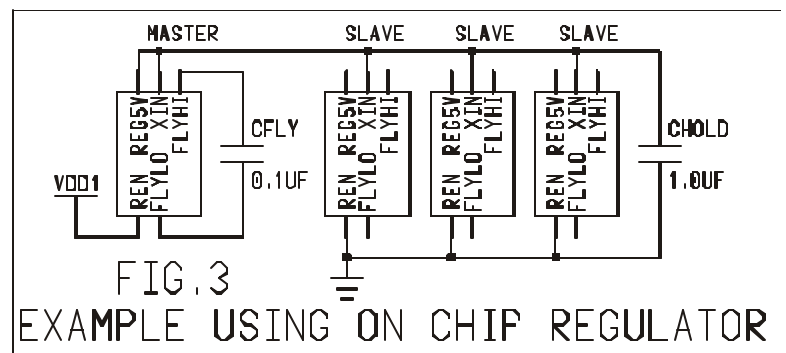 MASTER SLAVE SLAVE SLAVE
REG5V XIN FLYHI REN FLYLO
CFLY
0.1UF
REG5V XIN FLYHI REN FLYLO
REG5V XIN FLYHI REN FLYLO
REG5V XIN FLYHI REN FLYLO
CHOLD
1.0UF
VDD1
FIG.3
EXAMPLE USING ON CHIP REGULATOR